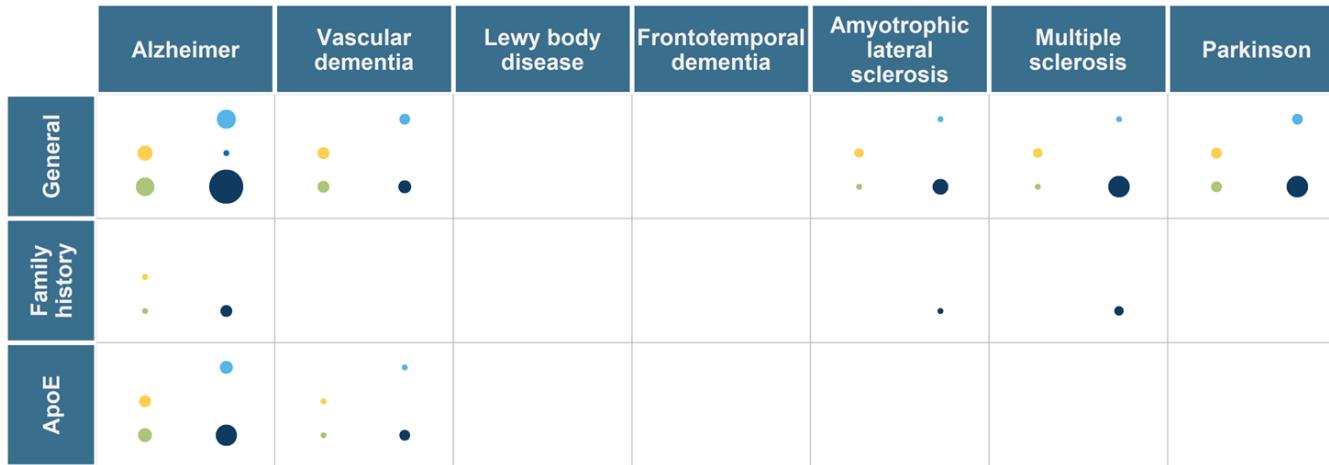 Alzheimer
Vascular
dementia
Lewy body
disease
Frontotemporal
dementia
Amyotrophic
lateral
sclerosis
Multiple
sclerosis
Parkinson
General
Family
history
ApoE